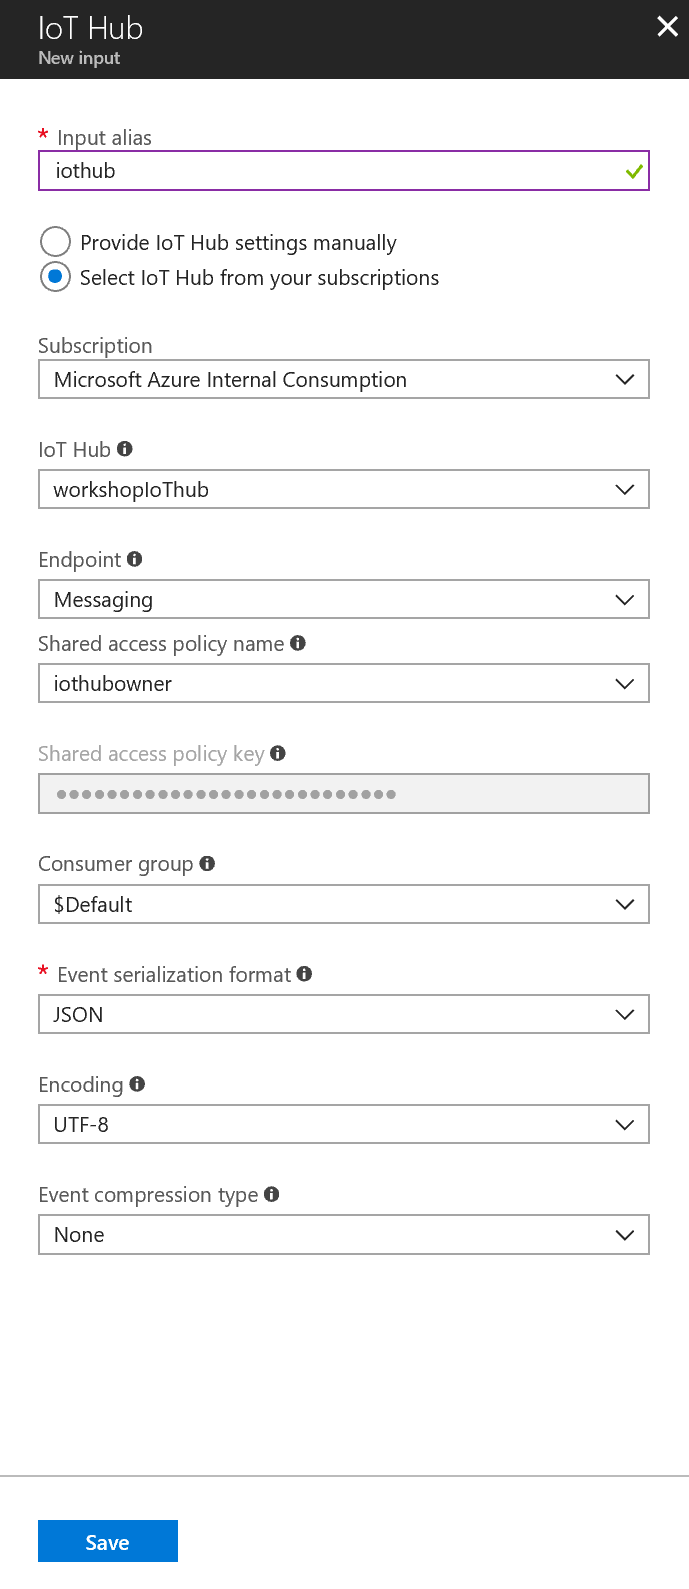 IoT Hub
New input
* Input alias
iothub
Provide IoT Hub settings manually
Select IoT Hub from your subscriptions
Subscription
Microsoft Azure Internal Consumption
IoT Hub
workshopIoThub
Endpoint
Messaging
Shared access policy name
iothubowner
Shared access policy key
●●●●●●●●●●●●●●●●●●●●●●●●●●●
Consumer group
$Default
* Event serialization format
JSON
Encoding
UTF-8
Event compression type
None
Save